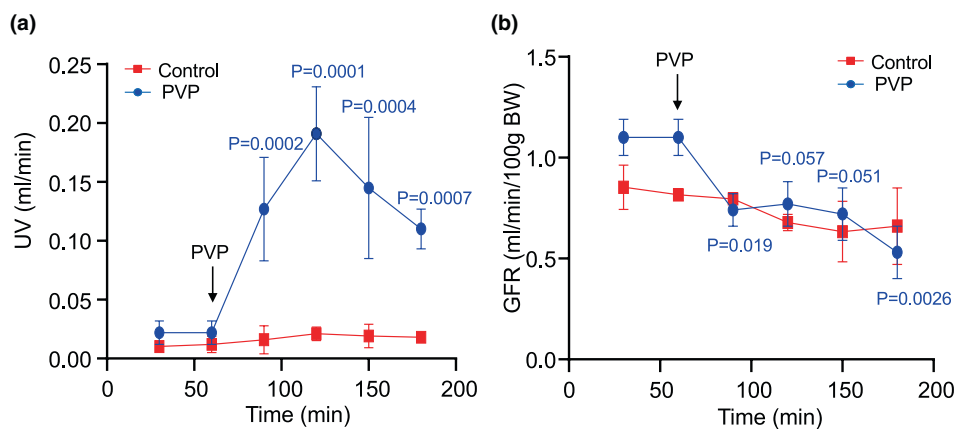 (a)
Control
PVP
UV (ml/min)
0.25
0.20
0.15
0.10
0.05
0.00
P=0.0001
P=0.0004
P=0.0002
P=0.0007
PVP
0
50
100
150
200
Time (min)
(b)
PVP
Control
PVP
GFR (ml/min/100g BW)
1.5
1.0
0.5
0.0
P=0.057
P=0.051
P=0.019
P=0.0026
0
50
100
150
200
Time (min)